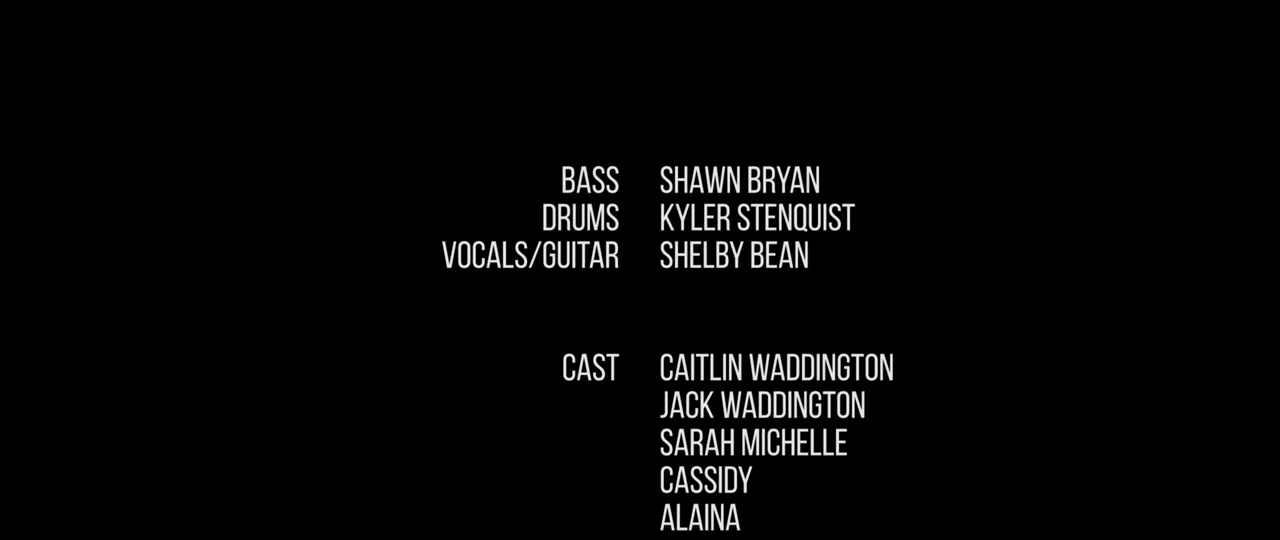 BASS SHAWN BRYAN
DRUMS KYLER STENQUIST
VOCALS/GUITAR SHELBY BEAN
CAST CAITLIN WADDINGTON
JACK WADDINGTON
SARAH MICHELLE
CASSIDY
ALAINA